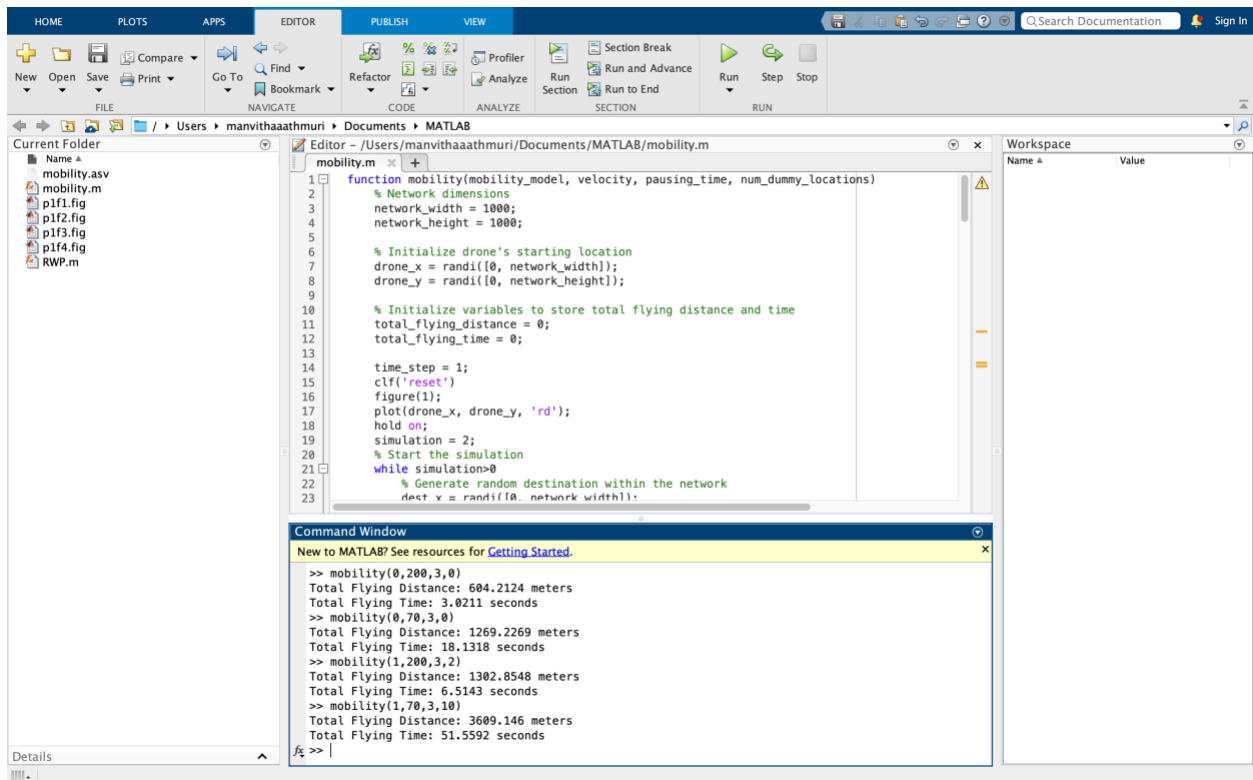 HOME PLOTS APPS EDITOR PUBLISH VIEW Search Documentation Sign In
New Open Save Compare Print
FILE
Go To Find Bookmark
NAVIGATE
Refactor
CODE
Profiler Analyze
ANALYZE
Run Section Section Break Run and Advance Run to End
SECTION
Run Step Stop
RUN
/ Users manvithaaathmuri Documents MATLAB
Current Folder
Name
mobility.asv
mobility.m
p1f1.fig
p1f2.fig
p1f3.fig
p1f4.fig
RWP.m
Details
Editor - /Users/manvithaaathmuri/Documents/MATLAB/mobility.m
mobility.m
1 function mobility(mobility_model, velocity, pausing_time, num_dummy_locations)
2 % Network dimensions
3 network_width = 1000;
4 network_height = 1000;
5
6 % Initialize drone's starting location
7 drone_x = randi([0, network_width]);
8 drone_y = randi([0, network_height]);
9
10 % Initialize variables to store total flying distance and time
11 total_flying_distance = 0;
12 total_flying_time = 0;
13
14 time_step = 1;
15 clf('reset')
16 figure(1);
17 plot(drone_x, drone_y, 'rd');
18 hold on;
19 simulation = 2;
20 % Start the simulation
21 while simulation>0
22 % Generate random destination within the network
23 dest_x = randi([0, network_width]);
Command Window
New to MATLAB? See resources for Getting Started.
>> mobility(0,200,3,0)
Total Flying Distance: 604.2124 meters
Total Flying Time: 3.0211 seconds
>> mobility(0,70,3,0)
Total Flying Distance: 1269.2269 meters
Total Flying Time: 18.1318 seconds
>> mobility(1,200,3,2)
Total Flying Distance: 1302.8548 meters
Total Flying Time: 6.5143 seconds
>> mobility(1,70,3,10)
Total Flying Distance: 3609.146 meters
Total Flying Time: 51.5592 seconds
fx >>
Workspace
Name Value